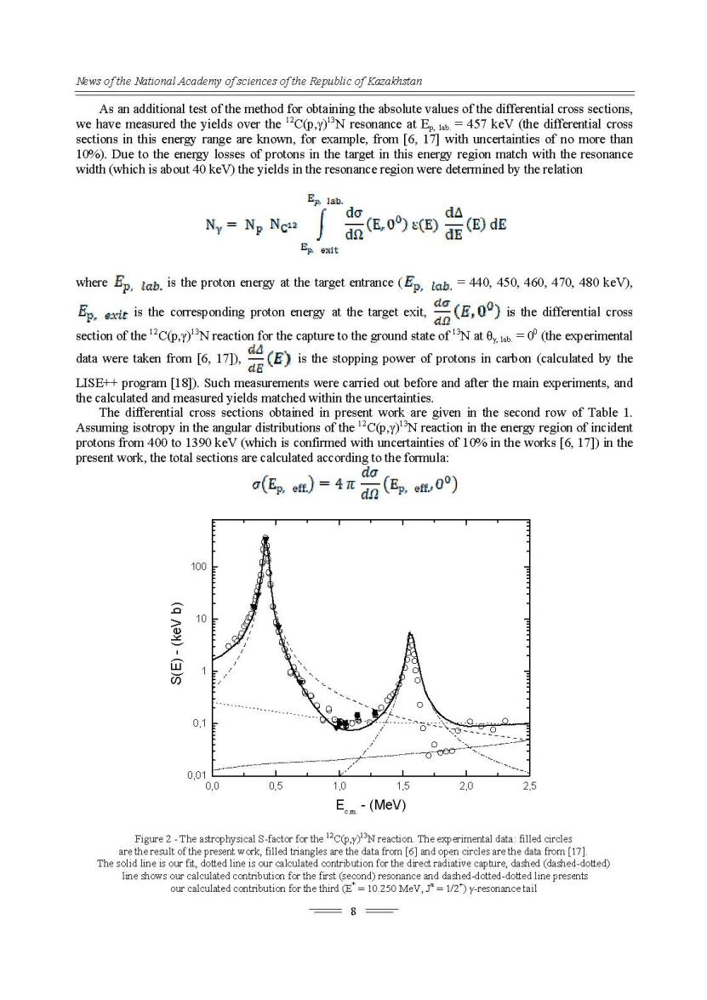 News of the National Academy of sciences of the Republic of Kazakhstan
As an additional test of the method for obtaining the absolute values of the differential cross sections,
we have measured the yields over the ¹²C(p,γ)¹³N resonance at E_p, lab. = 457 keV (the differential cross
sections in this energy range are known, for example, from [6, 17] with uncertainties of no more than
10%). Due to the energy losses of protons in the target in this energy region match with the resonance
width (which is about 40 keV) the yields in the resonance region were determined by the relation
N_γ = N_p N_C¹² ∫_{E_p, exit}^{E_p, lab.} dσ/dΩ (E, 0⁰) ε(E) dΔ/dE (E) dE
where E_p, lab. is the proton energy at the target entrance (E_p, lab. = 440, 450, 460, 470, 480 keV),
E_p, exit is the corresponding proton energy at the target exit, dσ/dΩ (E, 0⁰) is the differential cross
section of the ¹²C(p,γ)¹³N reaction for the capture to the ground state of ¹³N at θ_γ, lab. = 0⁰ (the experimental
data were taken from [6, 17]), dΔ/dE (E) is the stopping power of protons in carbon (calculated by the
LISE++ program [18]). Such measurements were carried out before and after the main experiments, and
the calculated and measured yields matched within the uncertainties.
The differential cross sections obtained in present work are given in the second row of Table 1.
Assuming isotropy in the angular distributions of the ¹²C(p,γ)¹³N reaction in the energy region of incident
protons from 400 to 1390 keV (which is confirmed with uncertainties of 10% in the works [6, 17]) in the
present work, the total sections are calculated according to the formula:
σ(E_p, eff.) = 4 π dσ/dΩ (E_p, eff., 0⁰)
100
10
1
0,1
0,01
S(E) - (keV b)
0,0 0,5 1,0 1,5 2,0 2,5
E_c.m. - (MeV)
Figure 2 - The astrophysical S-factor for the ¹²C(p,γ)¹³N reaction. The experimental data: filled circles
are the result of the present work, filled triangles are the data from [6] and open circles are the data from [17].
The solid line is our fit, dotted line is our calculated contribution for the direct radiative capture, dashed (dashed-dotted)
line shows our calculated contribution for the first (second) resonance and dashed-dotted-dotted line presents
our calculated contribution for the third (E* = 10.250 MeV, J^π = 1/2⁺) γ-resonance tail
8